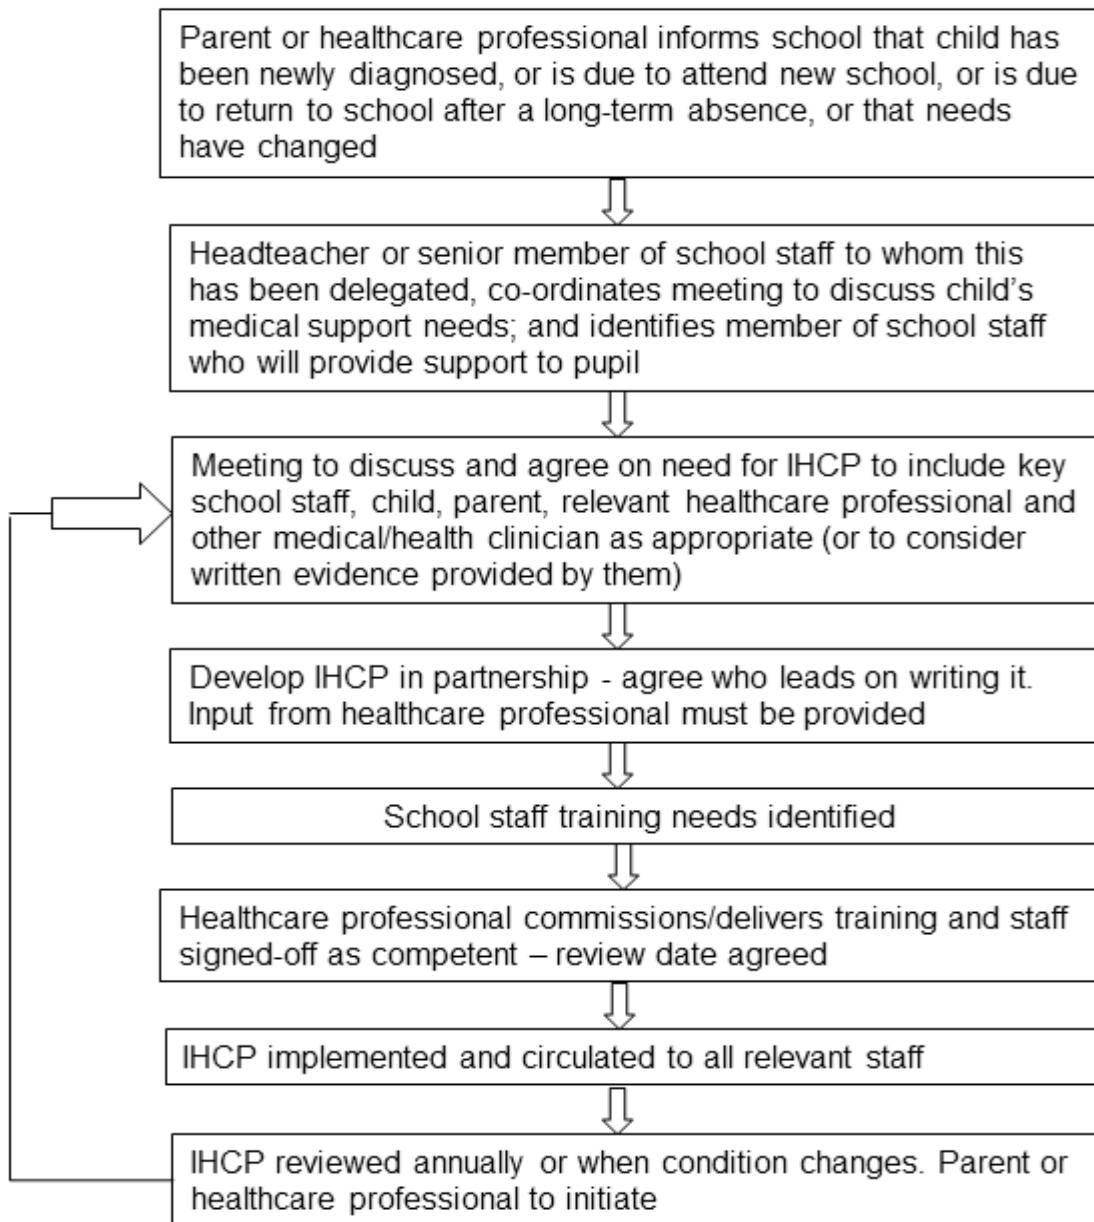 Parent or healthcare professional informs school that child has
been newly diagnosed, or is due to attend new school, or is due
to return to school after a long-term absence, or that needs
have changed
Headteacher or senior member of school staff to whom this
has been delegated, co-ordinates meeting to discuss child’s
medical support needs; and identifies member of school staff
who will provide support to pupil
Meeting to discuss and agree on need for IHCP to include key
school staff, child, parent, relevant healthcare professional and
other medical/health clinician as appropriate (or to consider
written evidence provided by them)
Develop IHCP in partnership - agree who leads on writing it.
Input from healthcare professional must be provided
School staff training needs identified
Healthcare professional commissions/delivers training and staff
signed-off as competent – review date agreed
IHCP implemented and circulated to all relevant staff
IHCP reviewed annually or when condition changes. Parent or
healthcare professional to initiate